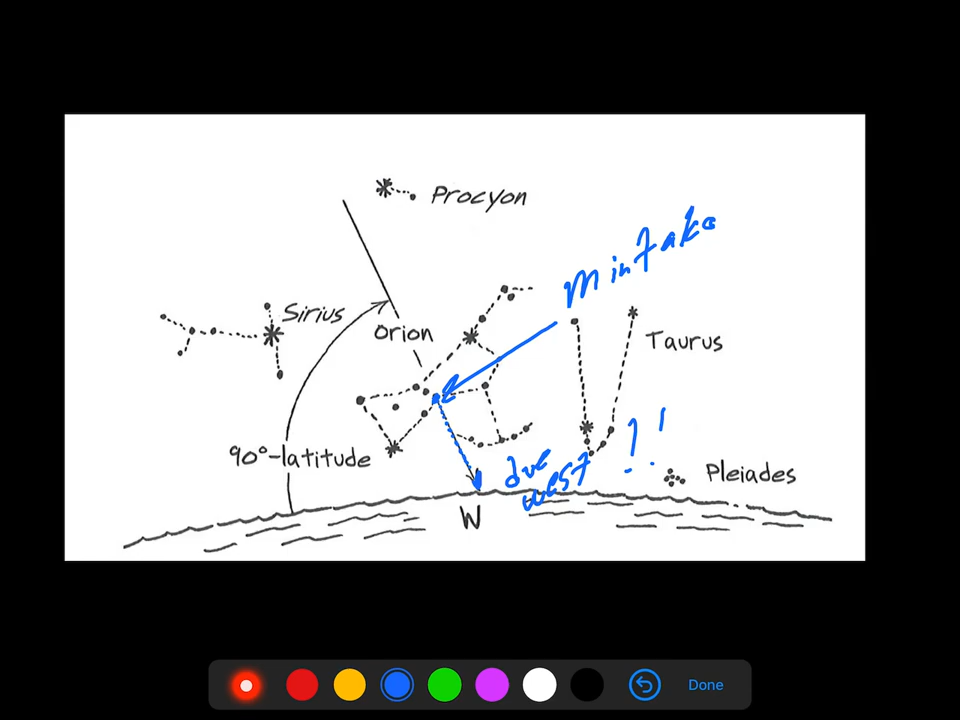 Procyon
mintaka
Sirius
Orion
Taurus
90°-latitude
due
west ?!
Pleiades
W
Done